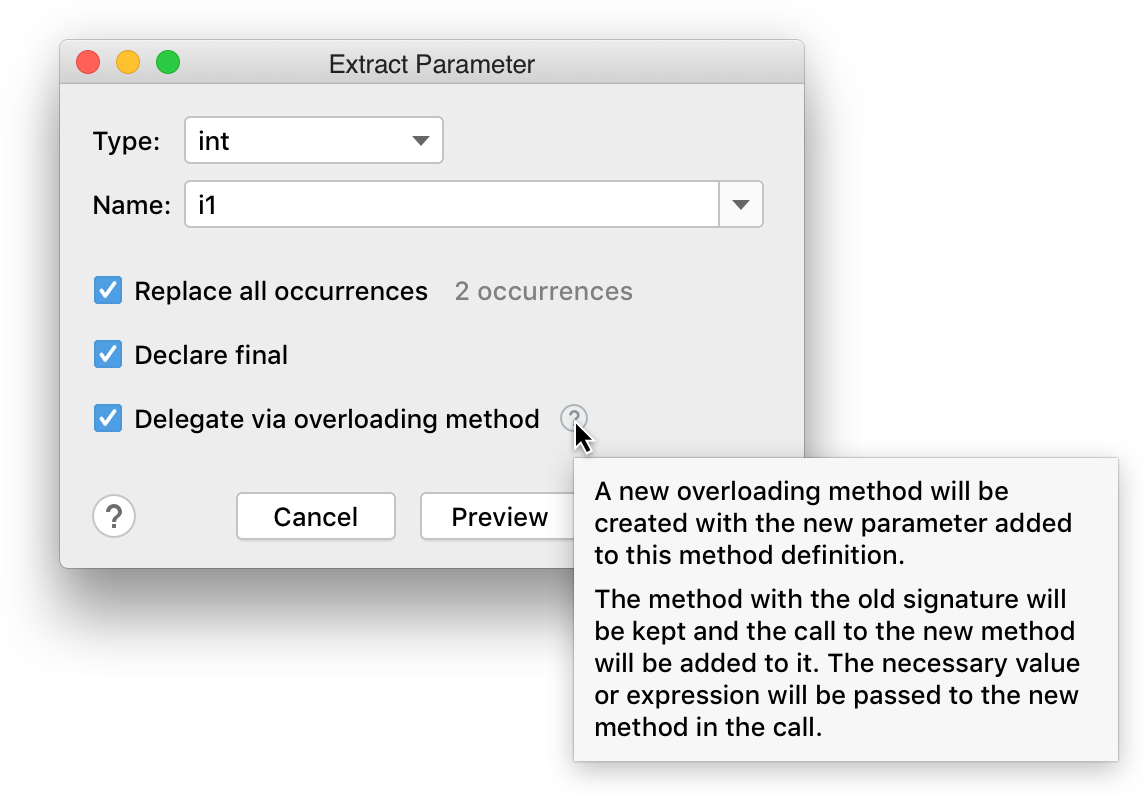 Extract Parameter
Type: int
Name: i1
Replace all occurrences 2 occurrences
Declare final
Delegate via overloading method ?
? Cancel Preview
A new overloading method will be
created with the new parameter added
to this method definition.
The method with the old signature will
be kept and the call to the new method
will be added to it. The necessary value
or expression will be passed to the new
method in the call.